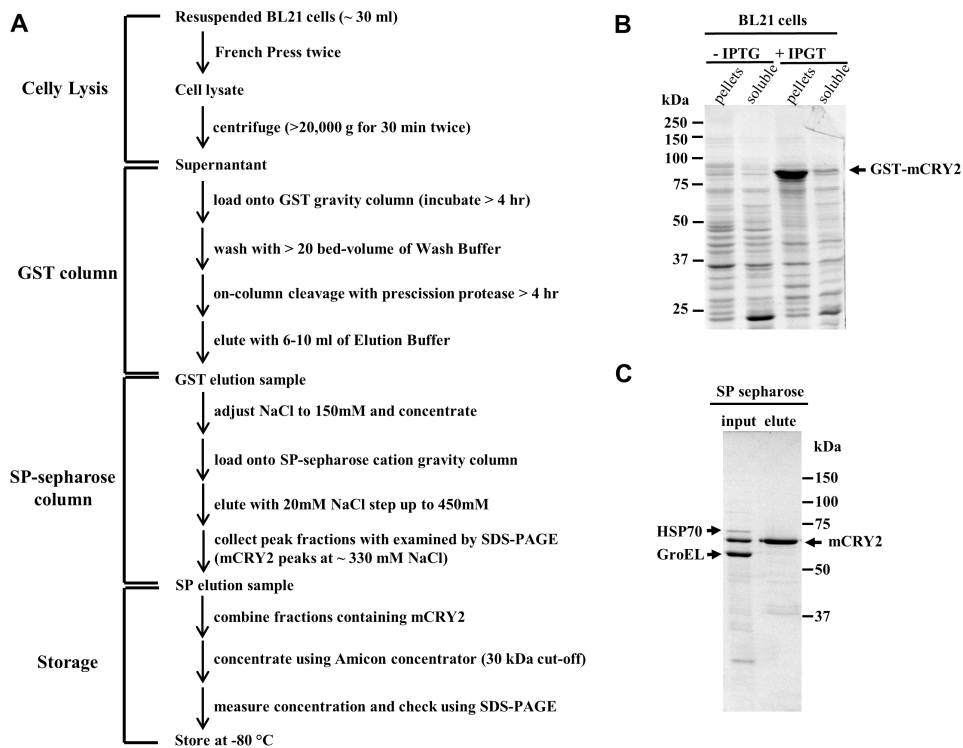 A
Resuspended BL21 cells (~ 30 ml)
French Press twice
Celly Lysis
Cell lysate
centrifuge (>20,000 g for 30 min twice)
Supernantant
load onto GST gravity column (incubate > 4 hr)
wash with > 20 bed-volume of Wash Buffer
GST column
on-column cleavage with prescission protease > 4 hr
elute with 6-10 ml of Elution Buffer
GST elution sample
adjust NaCl to 150mM and concentrate
load onto SP-sepharose cation gravity column
SP-sepharose
column
elute with 20mM NaCl step up to 450mM
collect peak fractions with examined by SDS-PAGE
(mCRY2 peaks at ~ 330 mM NaCl)
SP elution sample
combine fractions containing mCRY2
Storage
concentrate using Amicon concentrator (30 kDa cut-off)
measure concentration and check using SDS-PAGE
Store at -80 °C
B
BL21 cells
- IPTG + IPGT
pellets soluble pellets soluble
kDa
250
150
100
GST-mCRY2
75
50
37
25
C
SP sepharose
input elute
kDa
150
100
75
HSP70
mCRY2
GroEL
50
37